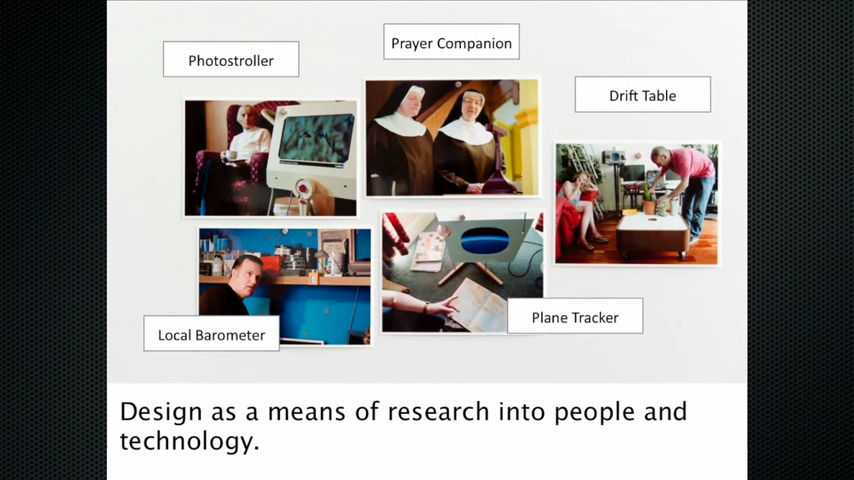 Prayer Companion
Photostroller
Drift Table
Plane Tracker
Local Barometer
Design as a means of research into people and
technology.